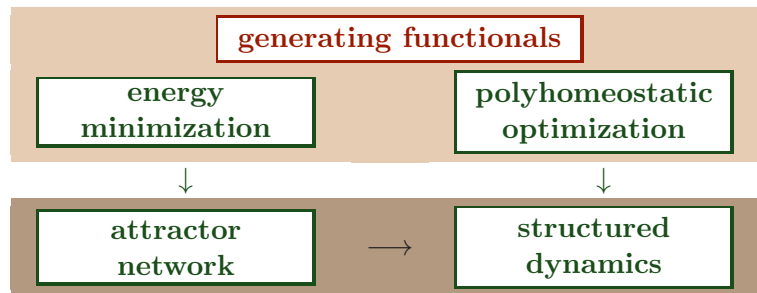 generating functionals
energy
minimization
polyhomeostatic
optimization
↓
↓
attractor
network
→
structured
dynamics